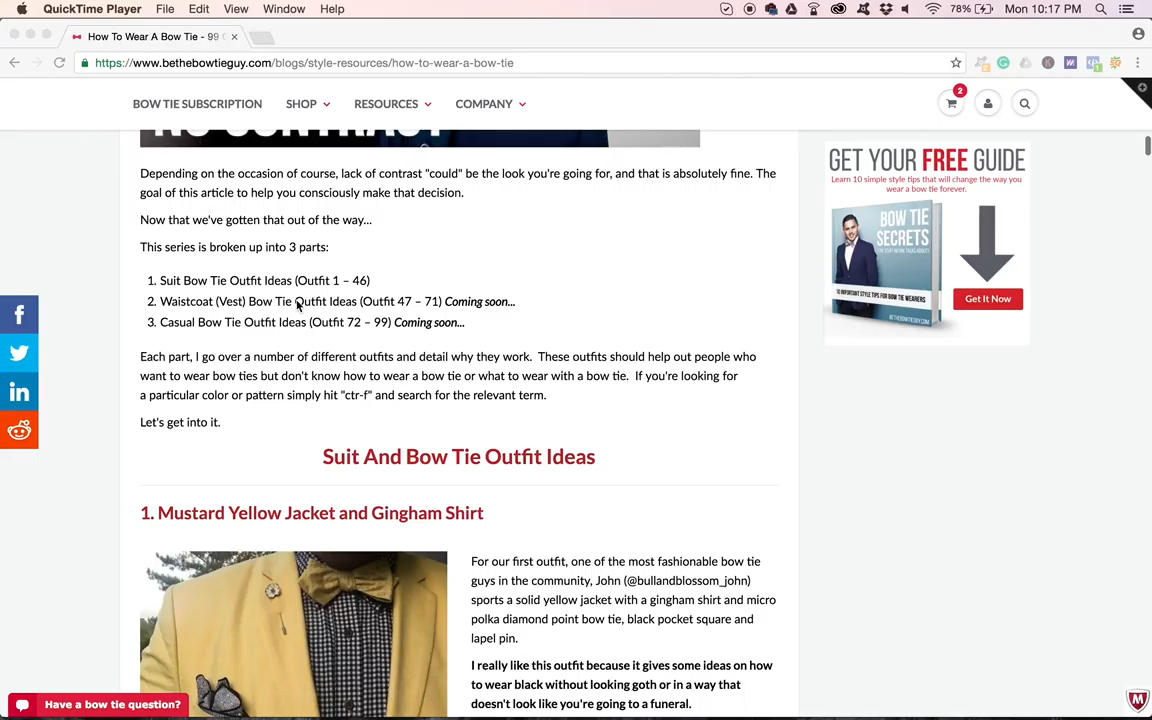 QuickTime Player File Edit View Window Help 78% Mon 10:17 PM
How To Wear A Bow Tie - 99
https://www.bethebowtieguy.com/blogs/style-resources/how-to-wear-a-bow-tie
BOW TIE SUBSCRIPTION SHOP RESOURCES COMPANY 2
Depending on the occasion of course, lack of contrast "could" be the look you're going for, and that is absolutely fine. The
goal of this article to help you consciously make that decision.
Now that we've gotten that out of the way...
This series is broken up into 3 parts:
1. Suit Bow Tie Outfit Ideas (Outfit 1 – 46)
2. Waistcoat (Vest) Bow Tie Outfit Ideas (Outfit 47 – 71) Coming soon...
3. Casual Bow Tie Outfit Ideas (Outfit 72 – 99) Coming soon...
Each part, I go over a number of different outfits and detail why they work. These outfits should help out people who
want to wear bow ties but don't know how to wear a bow tie or what to wear with a bow tie. If you're looking for
a particular color or pattern simply hit "ctr-f" and search for the relevant term.
Let's get into it.
Suit And Bow Tie Outfit Ideas
1. Mustard Yellow Jacket and Gingham Shirt
For our first outfit, one of the most fashionable bow tie
guys in the community, John (@bullandblossom_john)
sports a solid yellow jacket with a gingham shirt and micro
polka diamond point bow tie, black pocket square and
lapel pin.
I really like this outfit because it gives some ideas on how
to wear black without looking goth or in a way that
doesn't look like you're going to a funeral.
GET YOUR FREE GUIDE
Learn 10 simple style tips that will change the way you
wear a bow tie forever.
BOW TIE
SECRETS
10 IMPORTANT STYLE TIPS FOR BOW TIE WEARERS
BETHEBOWTIEGUY.COM
Get It Now
Have a bow tie question?